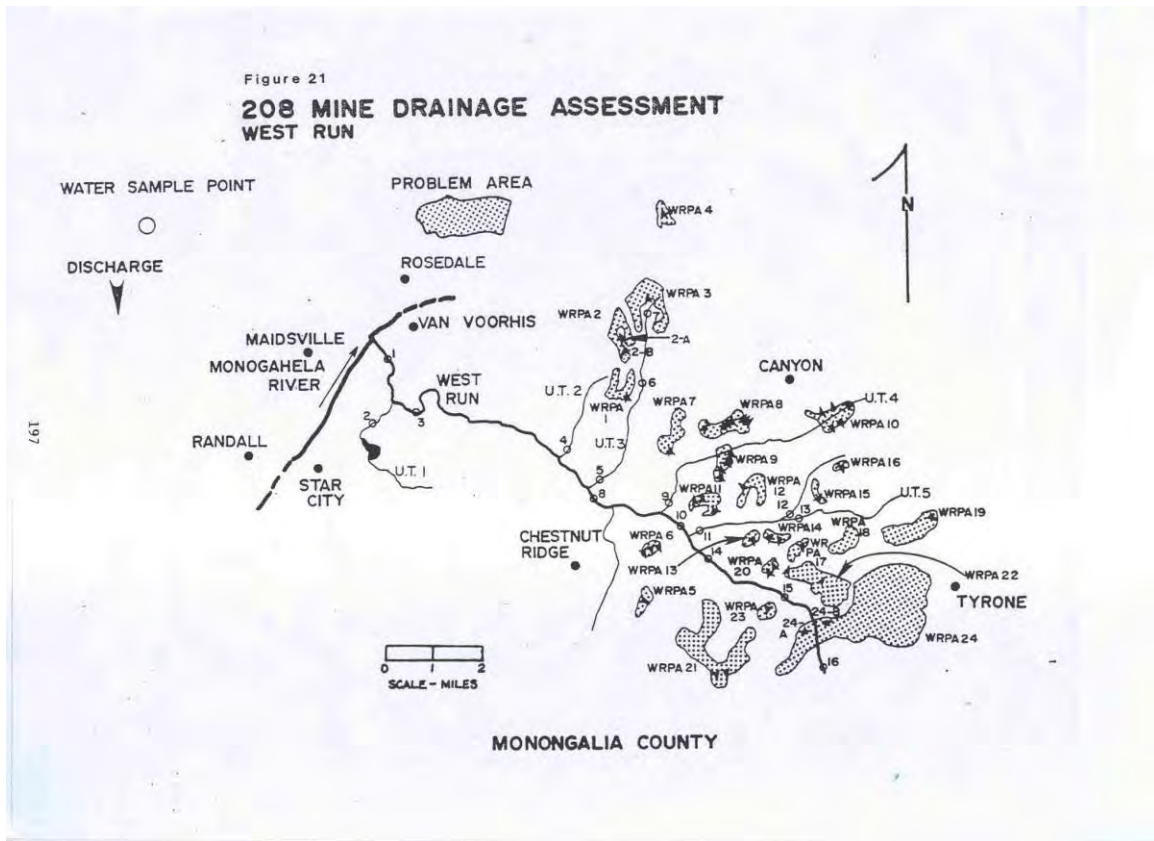 Figure 21
208 MINE DRAINAGE ASSESSMENT
WEST RUN
WATER SAMPLE POINT
PROBLEM AREA
DISCHARGE
N
WRPA 4
ROSEDALE
WRPA 3
WRPA 2
VAN VOORHIS
MAIDSVILLE
2-A
2-B
MONOGAHELA
RIVER
1
WEST
RUN
CANYON
U.T. 2
6
WRPA
1
WRPA 7
WRPA 8
U.T. 4
WRPA 10
2
3
197
RANDALL
4
U.T. 3
STAR
CITY
U.T. 1
5
8
9
WRPA 9
WRPA 11
WRPA
12
WRPA 16
WRPA 15
U.T. 5
12
13
10
11
WRPA 14
WRPA
18
WRPA 19
CHESTNUT
RIDGE
WRPA 6
WRPA 13
14
WR
PA
17
WRPA
20
WRPA 22
TYRONE
WRPA 5
15
WRPA
23
24-B
24-
A
WRPA 24
WRPA 21
16
0 1 2
SCALE - MILES
MONONGALIA COUNTY